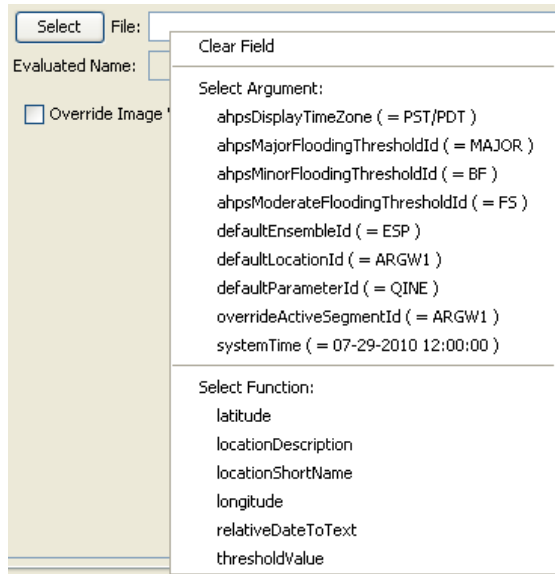 Select File:
Clear Field
Evaluated Name:
Select Argument:
Override Image "
ahpsDisplayTimeZone ( = PST/PDT )
ahpsMajorFloodingThresholdId ( = MAJOR )
ahpsMinorFloodingThresholdId ( = BF )
ahpsModerateFloodingThresholdId ( = FS )
defaultEnsembleId ( = ESP )
defaultLocationId ( = ARGW1 )
defaultParameterId ( = QINE )
overrideActiveSegmentId ( = ARGW1 )
systemTime ( = 07-29-2010 12:00:00 )
Select Function:
latitude
locationDescription
locationShortName
longitude
relativeDateToText
thresholdValue